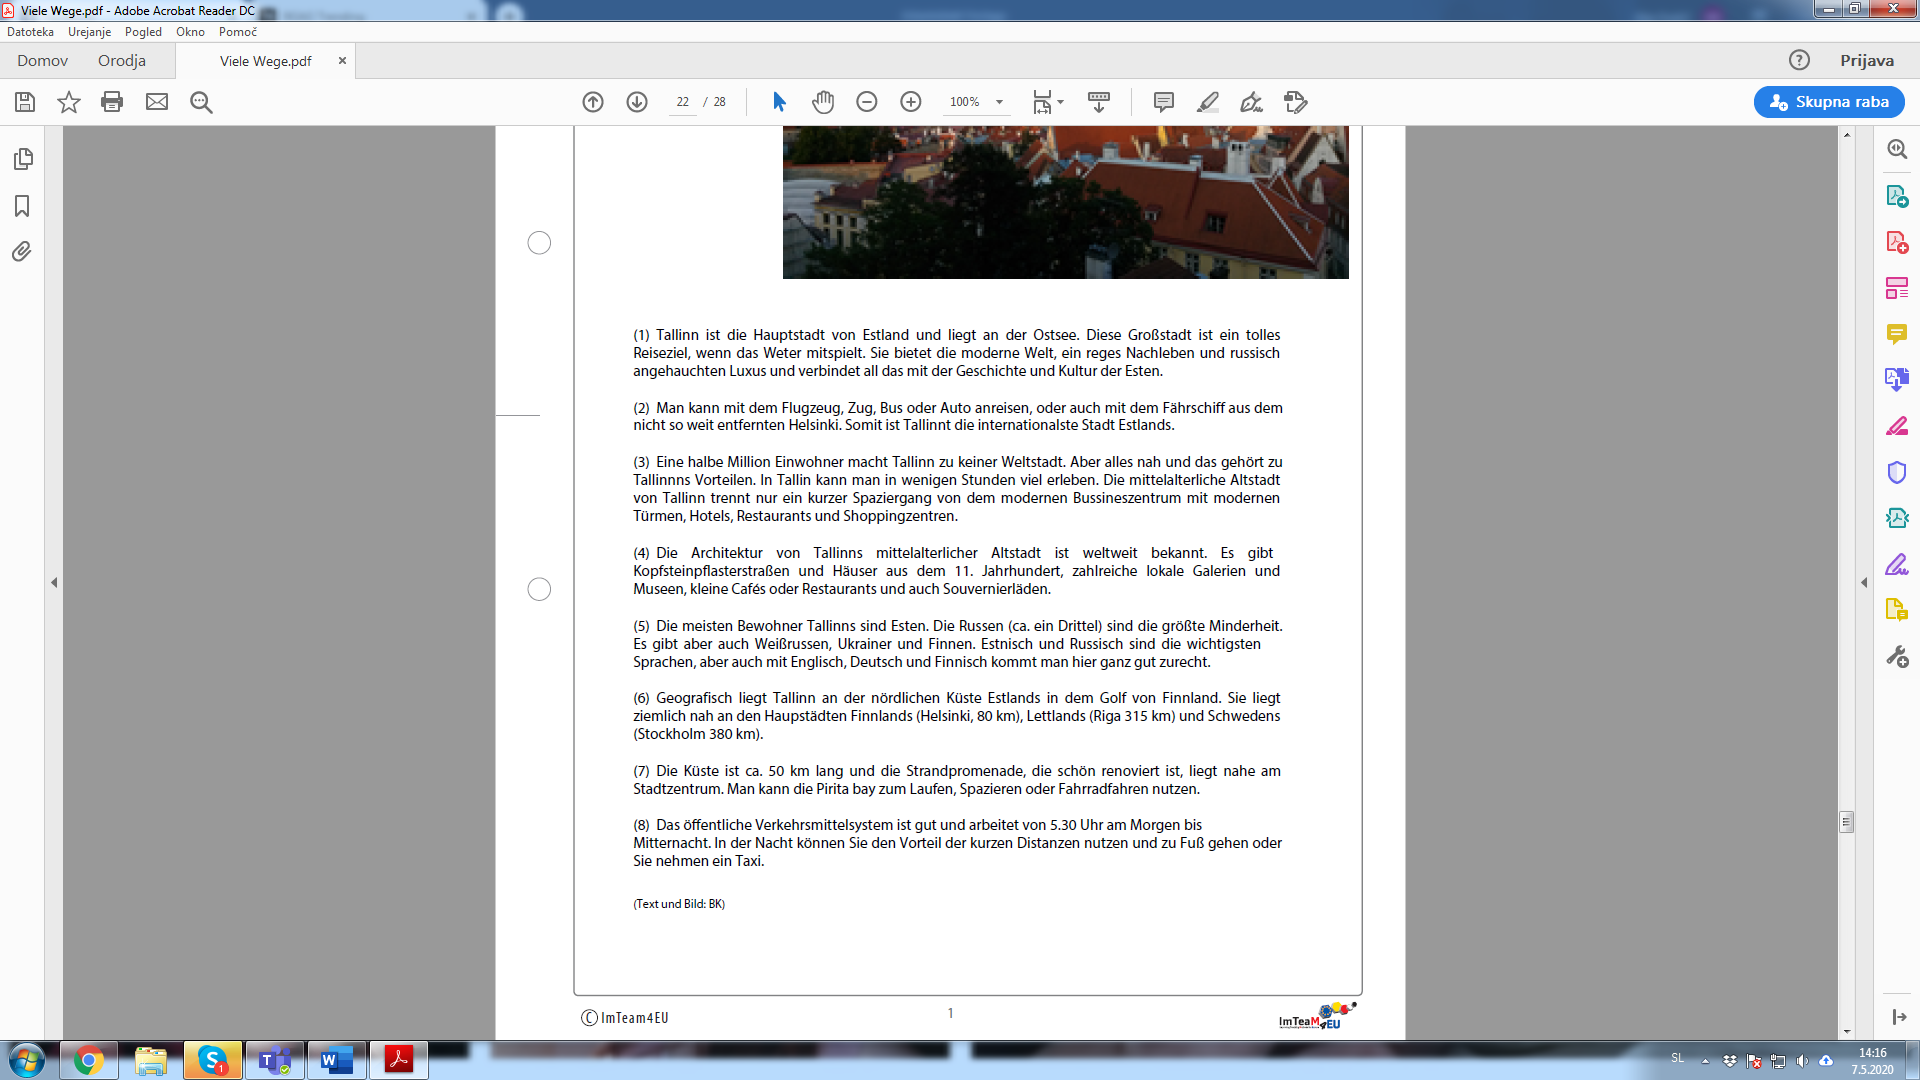 Viele Wege.pdf - Adobe Acrobat Reader DC
Datoteka Urejanje Pogled Okno Pomoč
Domov Orodja Viele Wege.pdf Prijava
22 / 28 100% Skupna raba
(1) Tallinn ist die Hauptstadt von Estland und liegt an der Ostsee. Diese Großstadt ist ein tolles
Reiseziel, wenn das Weter mitspielt. Sie bietet die moderne Welt, ein reges Nachleben und russisch
angehauchten Luxus und verbindet all das mit der Geschichte und Kultur der Esten.
(2) Man kann mit dem Flugzeug, Zug, Bus oder Auto anreisen, oder auch mit dem Fährschiff aus dem
nicht so weit entfernten Helsinki. Somit ist Tallinnt die internationalste Stadt Estlands.
(3) Eine halbe Million Einwohner macht Tallinn zu keiner Weltstadt. Aber alles nah und das gehört zu
Tallinnns Vorteilen. In Tallin kann man in wenigen Stunden viel erleben. Die mittelalterliche Altstadt
von Tallinn trennt nur ein kurzer Spaziergang von dem modernen Bussineszentrum mit modernen
Türmen, Hotels, Restaurants und Shoppingzentren.
(4) Die Architektur von Tallinns mittelalterlicher Altstadt ist weltweit bekannt. Es gibt
Kopfsteinpflasterstraßen und Häuser aus dem 11. Jahrhundert, zahlreiche lokale Galerien und
Museen, kleine Cafés oder Restaurants und auch Souvernierläden.
(5) Die meisten Bewohner Tallinns sind Esten. Die Russen (ca. ein Drittel) sind die größte Minderheit.
Es gibt aber auch Weißrussen, Ukrainer und Finnen. Estnisch und Russisch sind die wichtigsten
Sprachen, aber auch mit Englisch, Deutsch und Finnisch kommt man hier ganz gut zurecht.
(6) Geografisch liegt Tallinn an der nördlichen Küste Estlands in dem Golf von Finnland. Sie liegt
ziemlich nah an den Haupstädten Finnlands (Helsinki, 80 km), Lettlands (Riga 315 km) und Schwedens
(Stockholm 380 km).
(7) Die Küste ist ca. 50 km lang und die Strandpromenade, die schön renoviert ist, liegt nahe am
Stadtzentrum. Man kann die Pirita bay zum Laufen, Spazieren oder Fahrradfahren nutzen.
(8) Das öffentliche Verkehrsmittelsystem ist gut und arbeitet von 5.30 Uhr am Morgen bis
Mitternacht. In der Nacht können Sie den Vorteil der kurzen Distanzen nutzen und zu Fuß gehen oder
Sie nehmen ein Taxi.
(Text und Bild: BK)
© ImTeam4EU 1 ImTeaM4EU
SL 14:16
7.5.2020